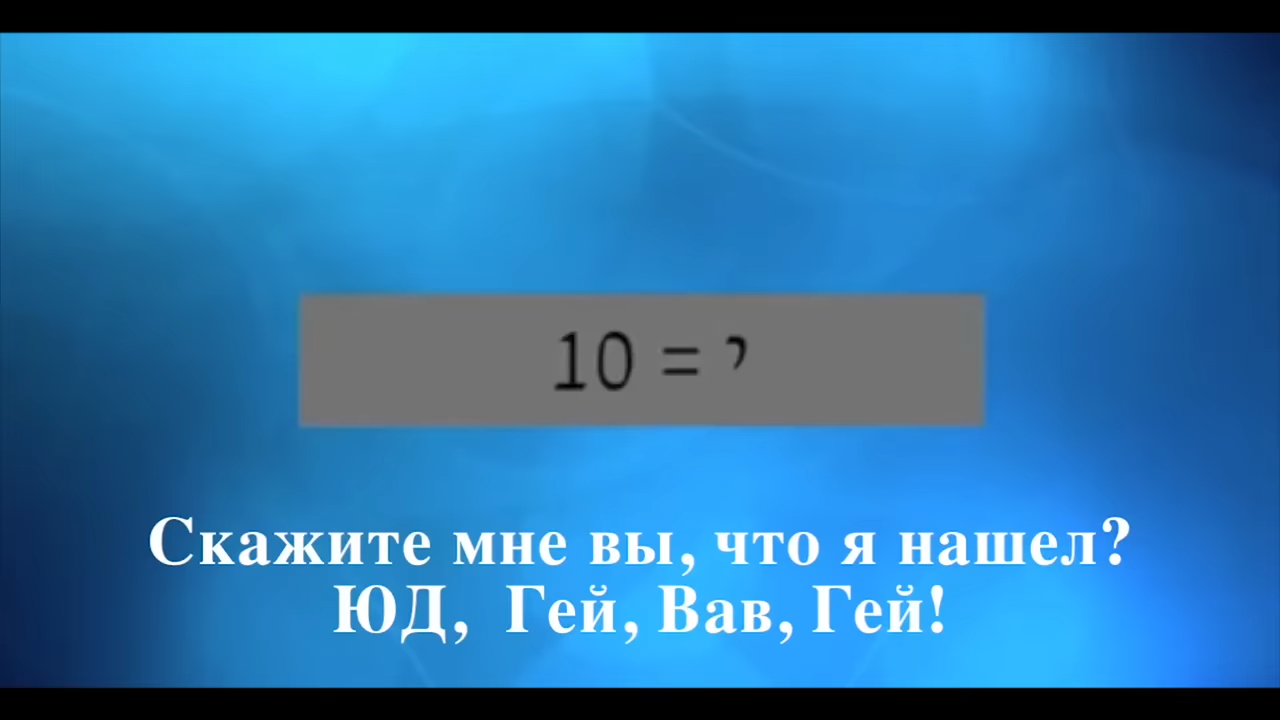 10 = י
Скажите мне вы, что я нашел?
ЮД, Гей, Вав, Гей!